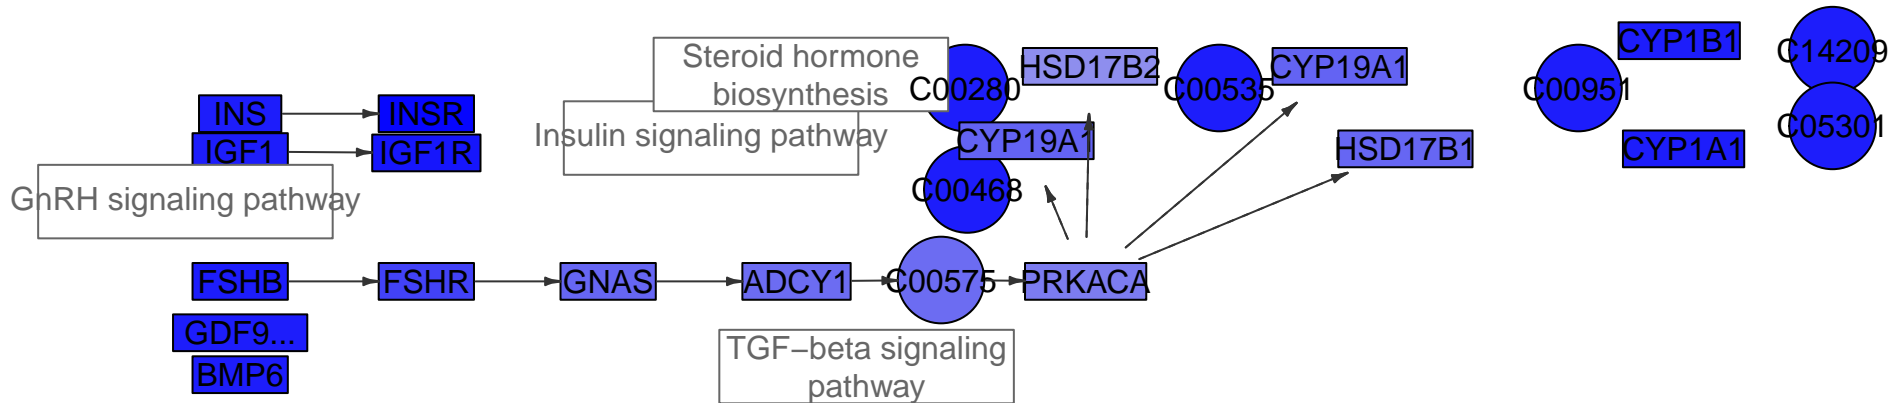 Steroid hormone
biosynthesis
C00280
HSD17B2
C00535
CYP19A1
C00951
CYP1B1
C14209
INS
INSR
Insulin signaling pathway
CYP19A1
C05301
IGF1
IGF1R
HSD17B1
CYP1A1
GnRH signaling pathway
C00468
FSHB
FSHR
GNAS
ADCY1
C00575
PRKACA
GDF9...
TGF−beta signaling
pathway
BMP6